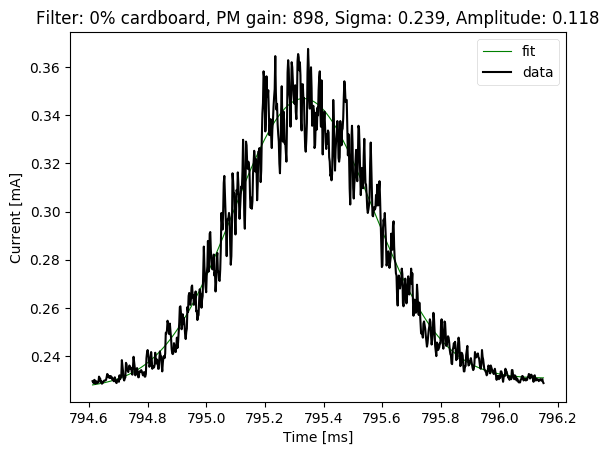 Filter: 0% cardboard, PM gain: 898, Sigma: 0.239, Amplitude: 0.118
fit
data
0.36
0.34
0.32
0.30
0.28
0.26
0.24
Current [mA]
794.6 794.8 795.0 795.2 795.4 795.6 795.8 796.0 796.2
Time [ms]